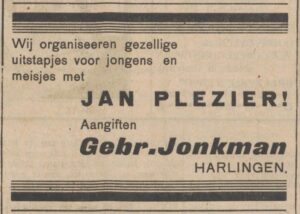 Wij organiseeren gezellige
uitstapjes voor jongens en
meisjes met
JAN PLEZIER!
Aangiften
Gebr.Jonkman
HARLINGEN.